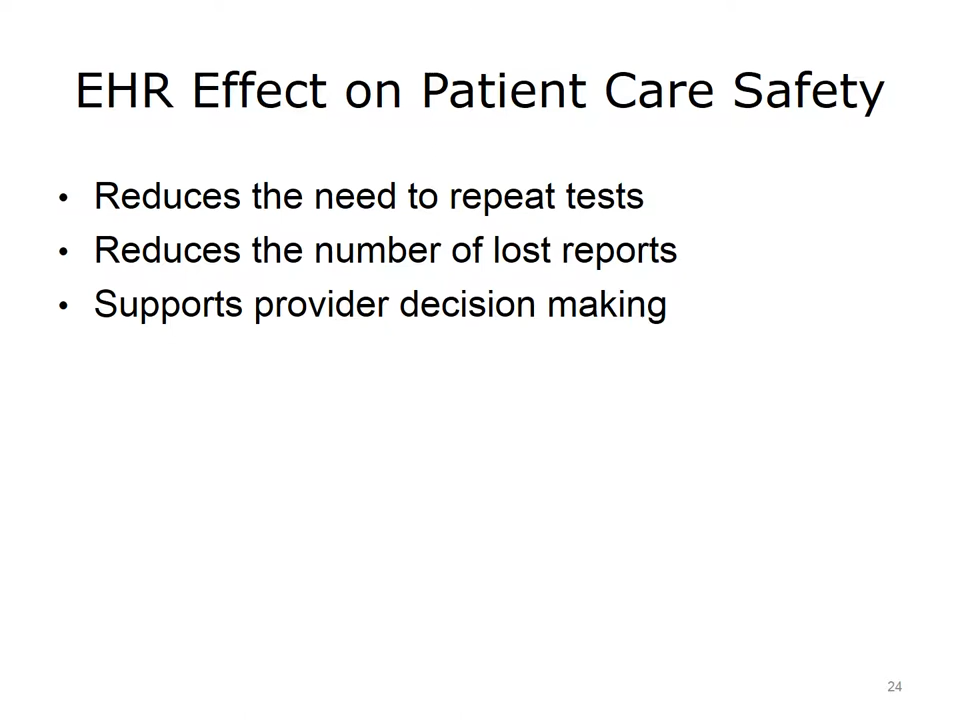 EHR Effect on Patient Care Safety
• Reduces the need to repeat tests
• Reduces the number of lost reports
• Supports provider decision making
24